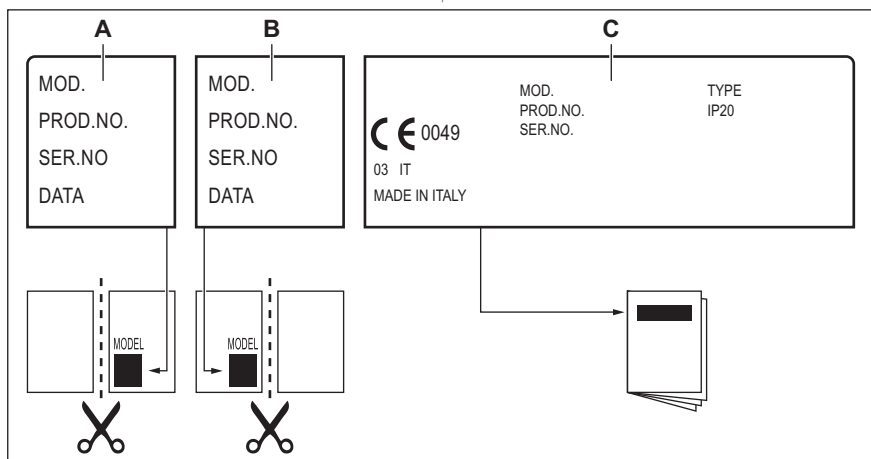 A
B
C
MOD.
PROD.NO.
SER.NO
DATA
MOD.
PROD.NO.
SER.NO
DATA
CE 0049
03 IT
MADE IN ITALY
MOD.
PROD.NO.
SER.NO.
TYPE
IP20
MODEL
MODEL